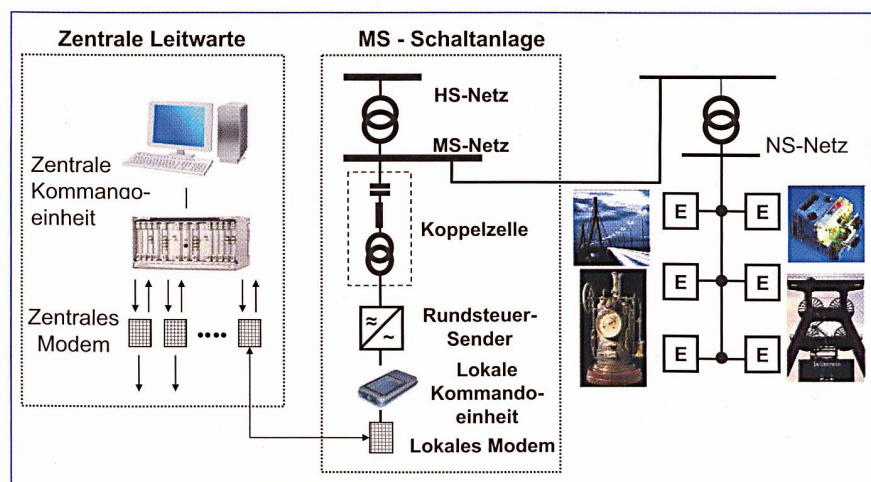 Zentrale Leitwarte
Zentrale
Kommando-
einheit
Zentrales
Modem
MS - Schaltanlage
HS-Netz
MS-Netz
Koppelzelle
Rundsteuer-
Sender
Lokale
Kommando-
einheit
Lokales Modem
NS-Netz
E
E
E
E
E
E